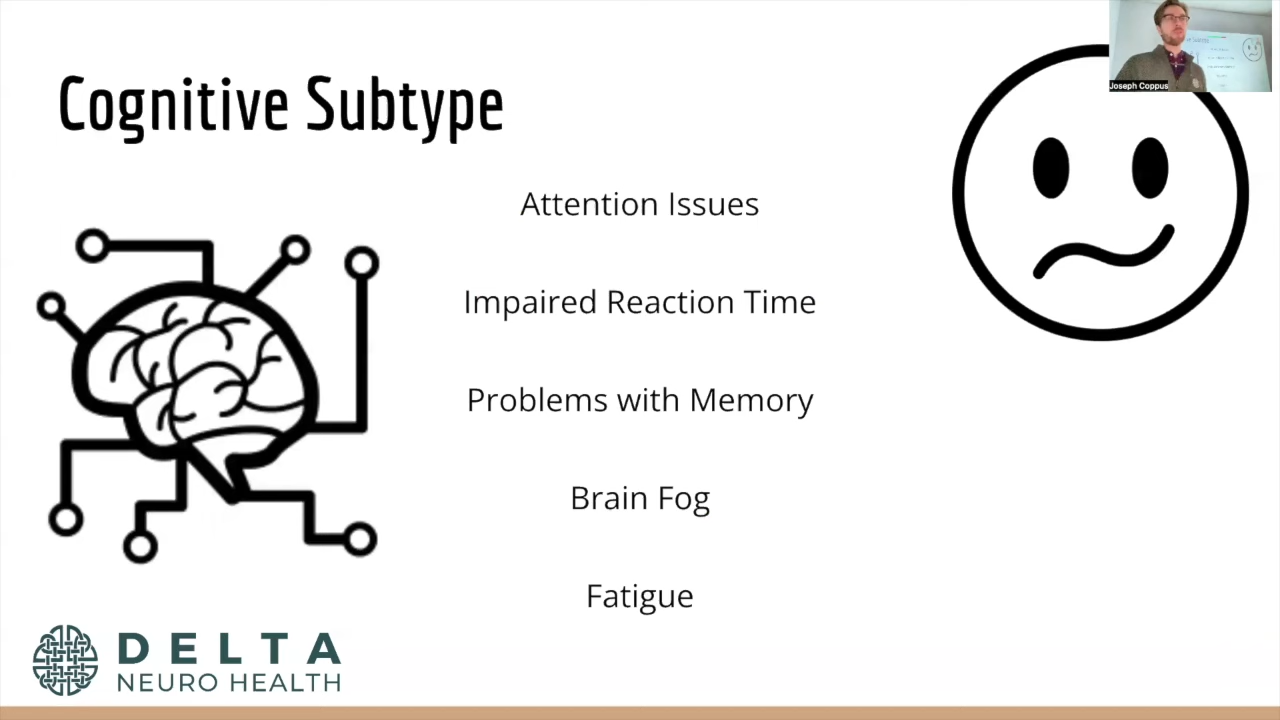 Cognitive Subtype
Joseph Coppus
Attention Issues
Impaired Reaction Time
Problems with Memory
Brain Fog
Fatigue
DELTA
NEURO HEALTH